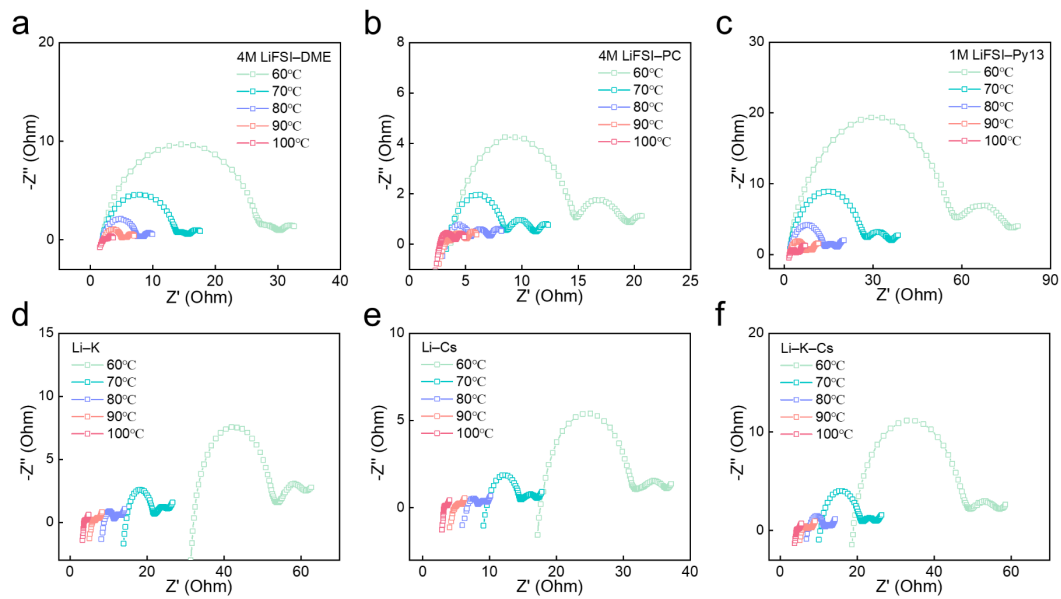 a
4M LiFSI–DME
60℃
70℃
80℃
90℃
100℃
20
10
0
-Z'' (Ohm)
0 10 20 30 40
Z' (Ohm)
b
4M LiFSI–PC
60℃
70℃
80℃
90℃
100℃
8
6
4
2
0
-Z'' (Ohm)
0 5 10 15 20 25
Z' (Ohm)
c
1M LiFSI–Py13
60℃
70℃
80℃
90℃
100℃
30
20
10
0
-Z'' (Ohm)
0 30 60 90
Z' (Ohm)
d
Li–K
60℃
70℃
80℃
90℃
100℃
15
10
5
0
-Z'' (Ohm)
0 20 40 60
Z' (Ohm)
e
Li–Cs
60℃
70℃
80℃
90℃
100℃
10
5
0
-Z'' (Ohm)
0 10 20 30 40
Z' (Ohm)
f
Li–K–Cs
60℃
70℃
80℃
90℃
100℃
20
10
0
-Z'' (Ohm)
0 20 40 60
Z' (Ohm)